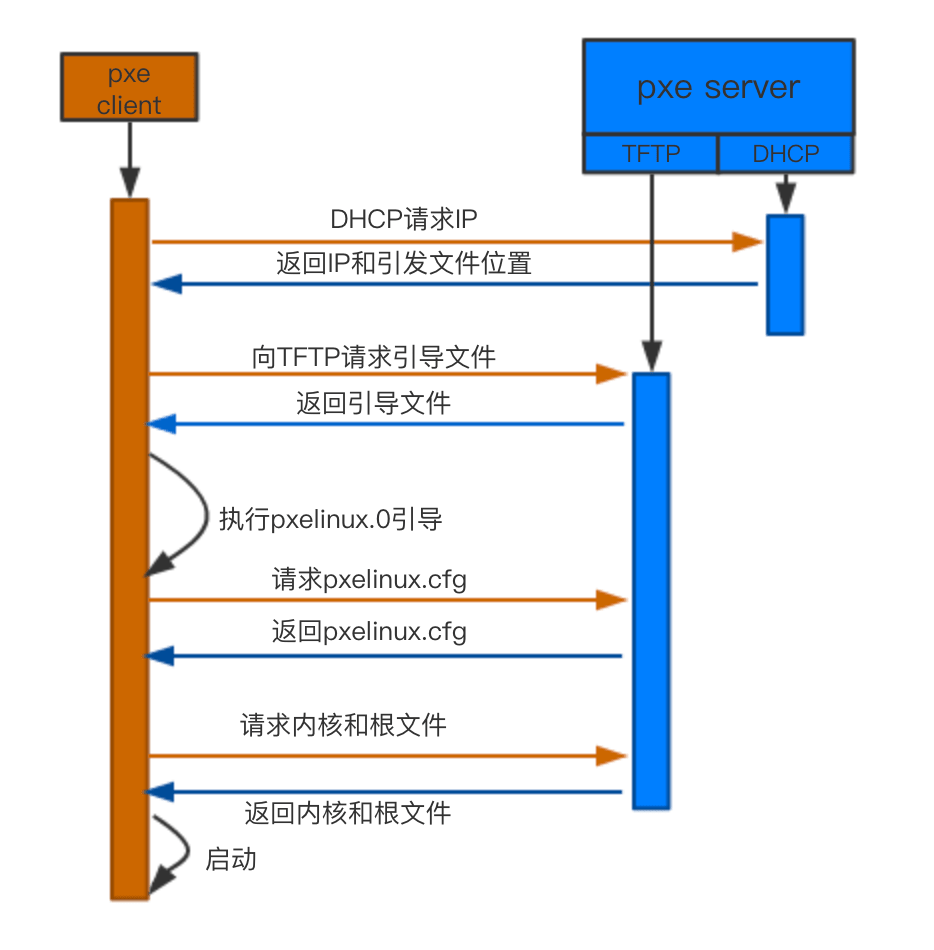 pxe
client
pxe server
TFTP
DHCP
DHCP请求IP
返回IP和引发文件位置
向TFTP请求引导文件
返回引导文件
执行pxelinux.0引导
请求pxelinux.cfg
返回pxelinux.cfg
请求内核和根文件
返回内核和根文件
启动